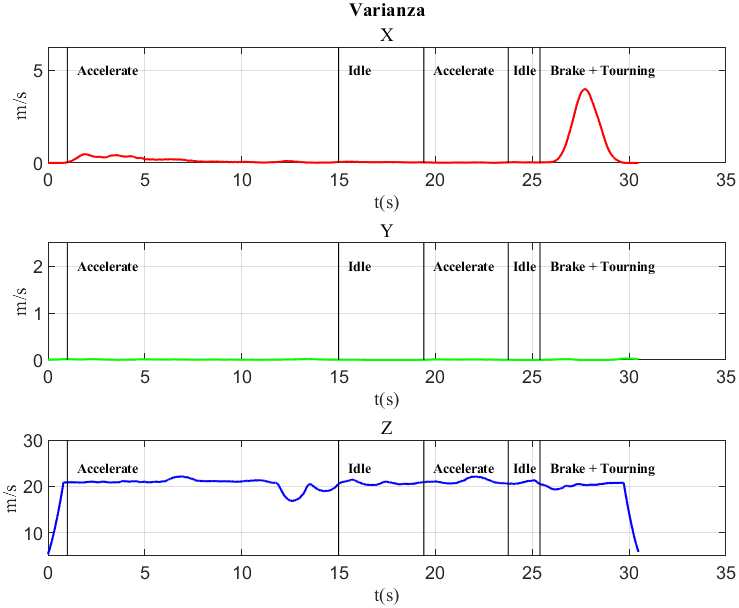 Varianza
X
m/s
5
0
Accelerate Idle Accelerate Idle Brake + Tourning
0 5 10 15 20 25 30 35
t(s)
Y
m/s
2
1
0
Accelerate Idle Accelerate Idle Brake + Tourning
0 5 10 15 20 25 30 35
t(s)
Z
m/s
30
20
10
Accelerate Idle Accelerate Idle Brake + Tourning
0 5 10 15 20 25 30 35
t(s)